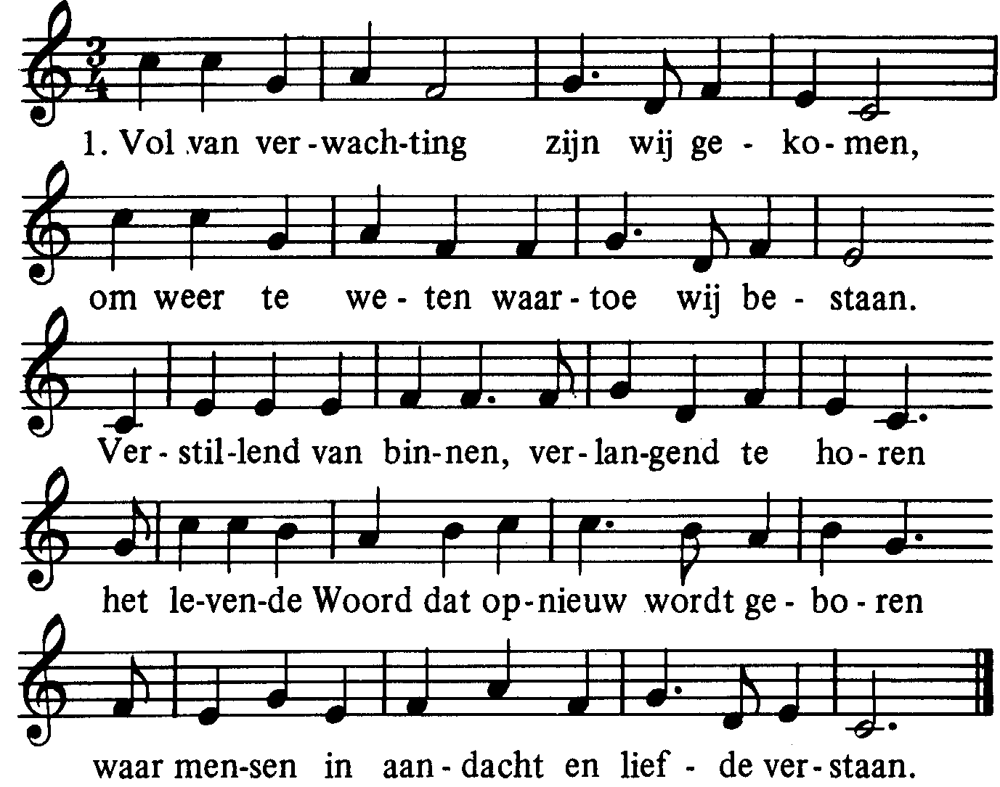 3
4
1. Vol van ver-wach-ting zijn wij ge - ko - men,
om weer te we - ten waar - toe wij be - staan.
Ver - stil-lend van bin-nen, ver-lan-gend te ho - ren
het le-ven-de Woord dat op-nieuw wordt ge - bo - ren
waar men-sen in aan - dacht en lief - de ver-staan.